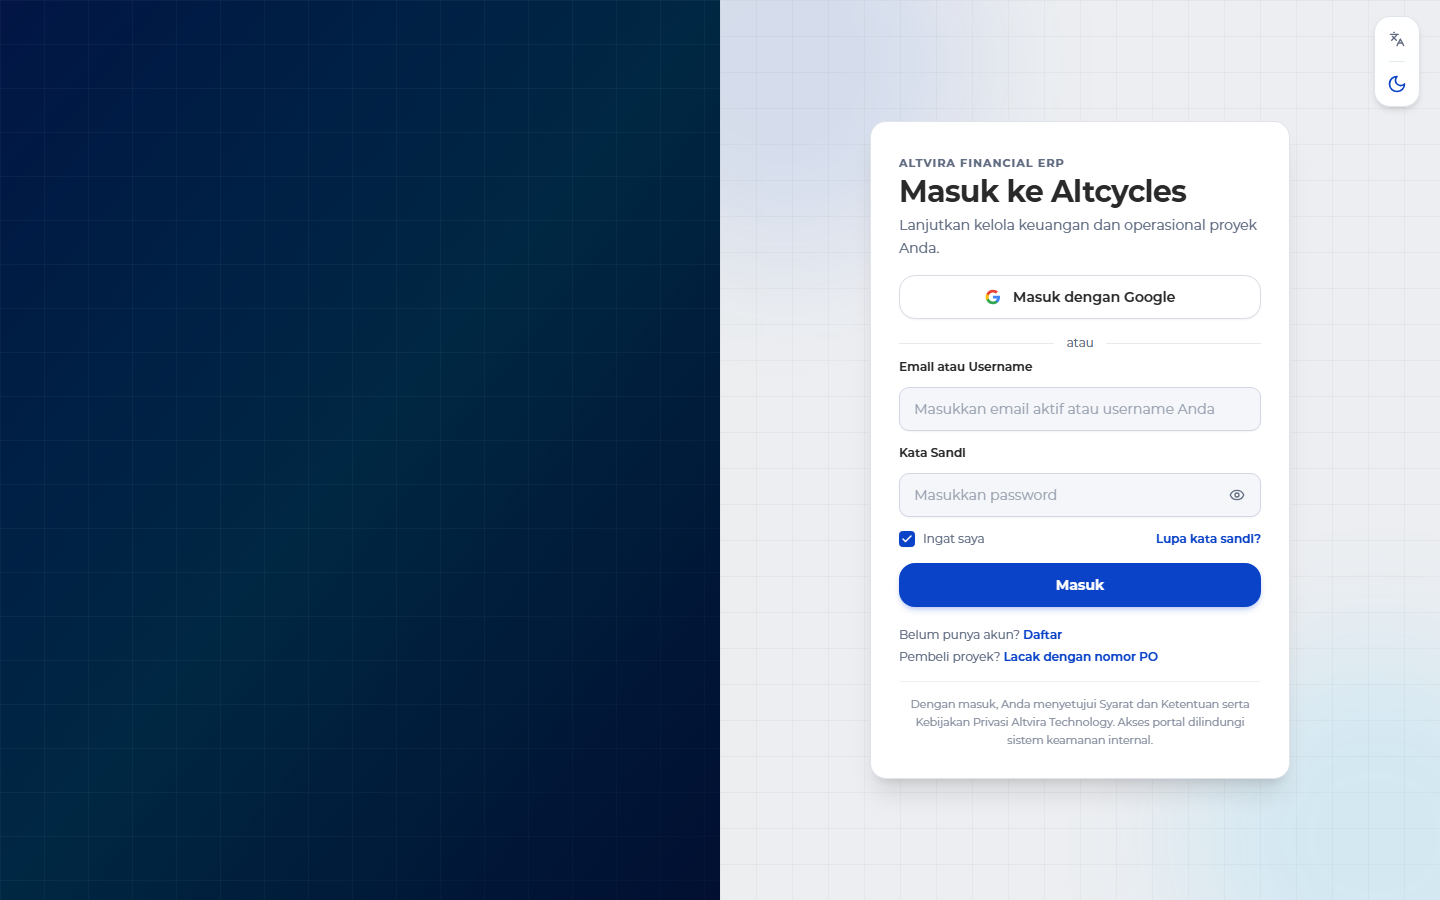 ALTVIRA FINANCIAL ERP
Masuk ke Altcycles
Lanjutkan kelola keuangan dan operasional proyek
Anda.
Masuk dengan Google
atau
Email atau Username
Masukkan email aktif atau username Anda
Kata Sandi
Masukkan password
Ingat saya
Lupa kata sandi?
Masuk
Belum punya akun? Daftar
Pembeli proyek? Lacak dengan nomor PO
Dengan masuk, Anda menyetujui Syarat dan Ketentuan serta
Kebijakan Privasi Altvira Technology. Akses portal dilindungi
sistem keamanan internal.